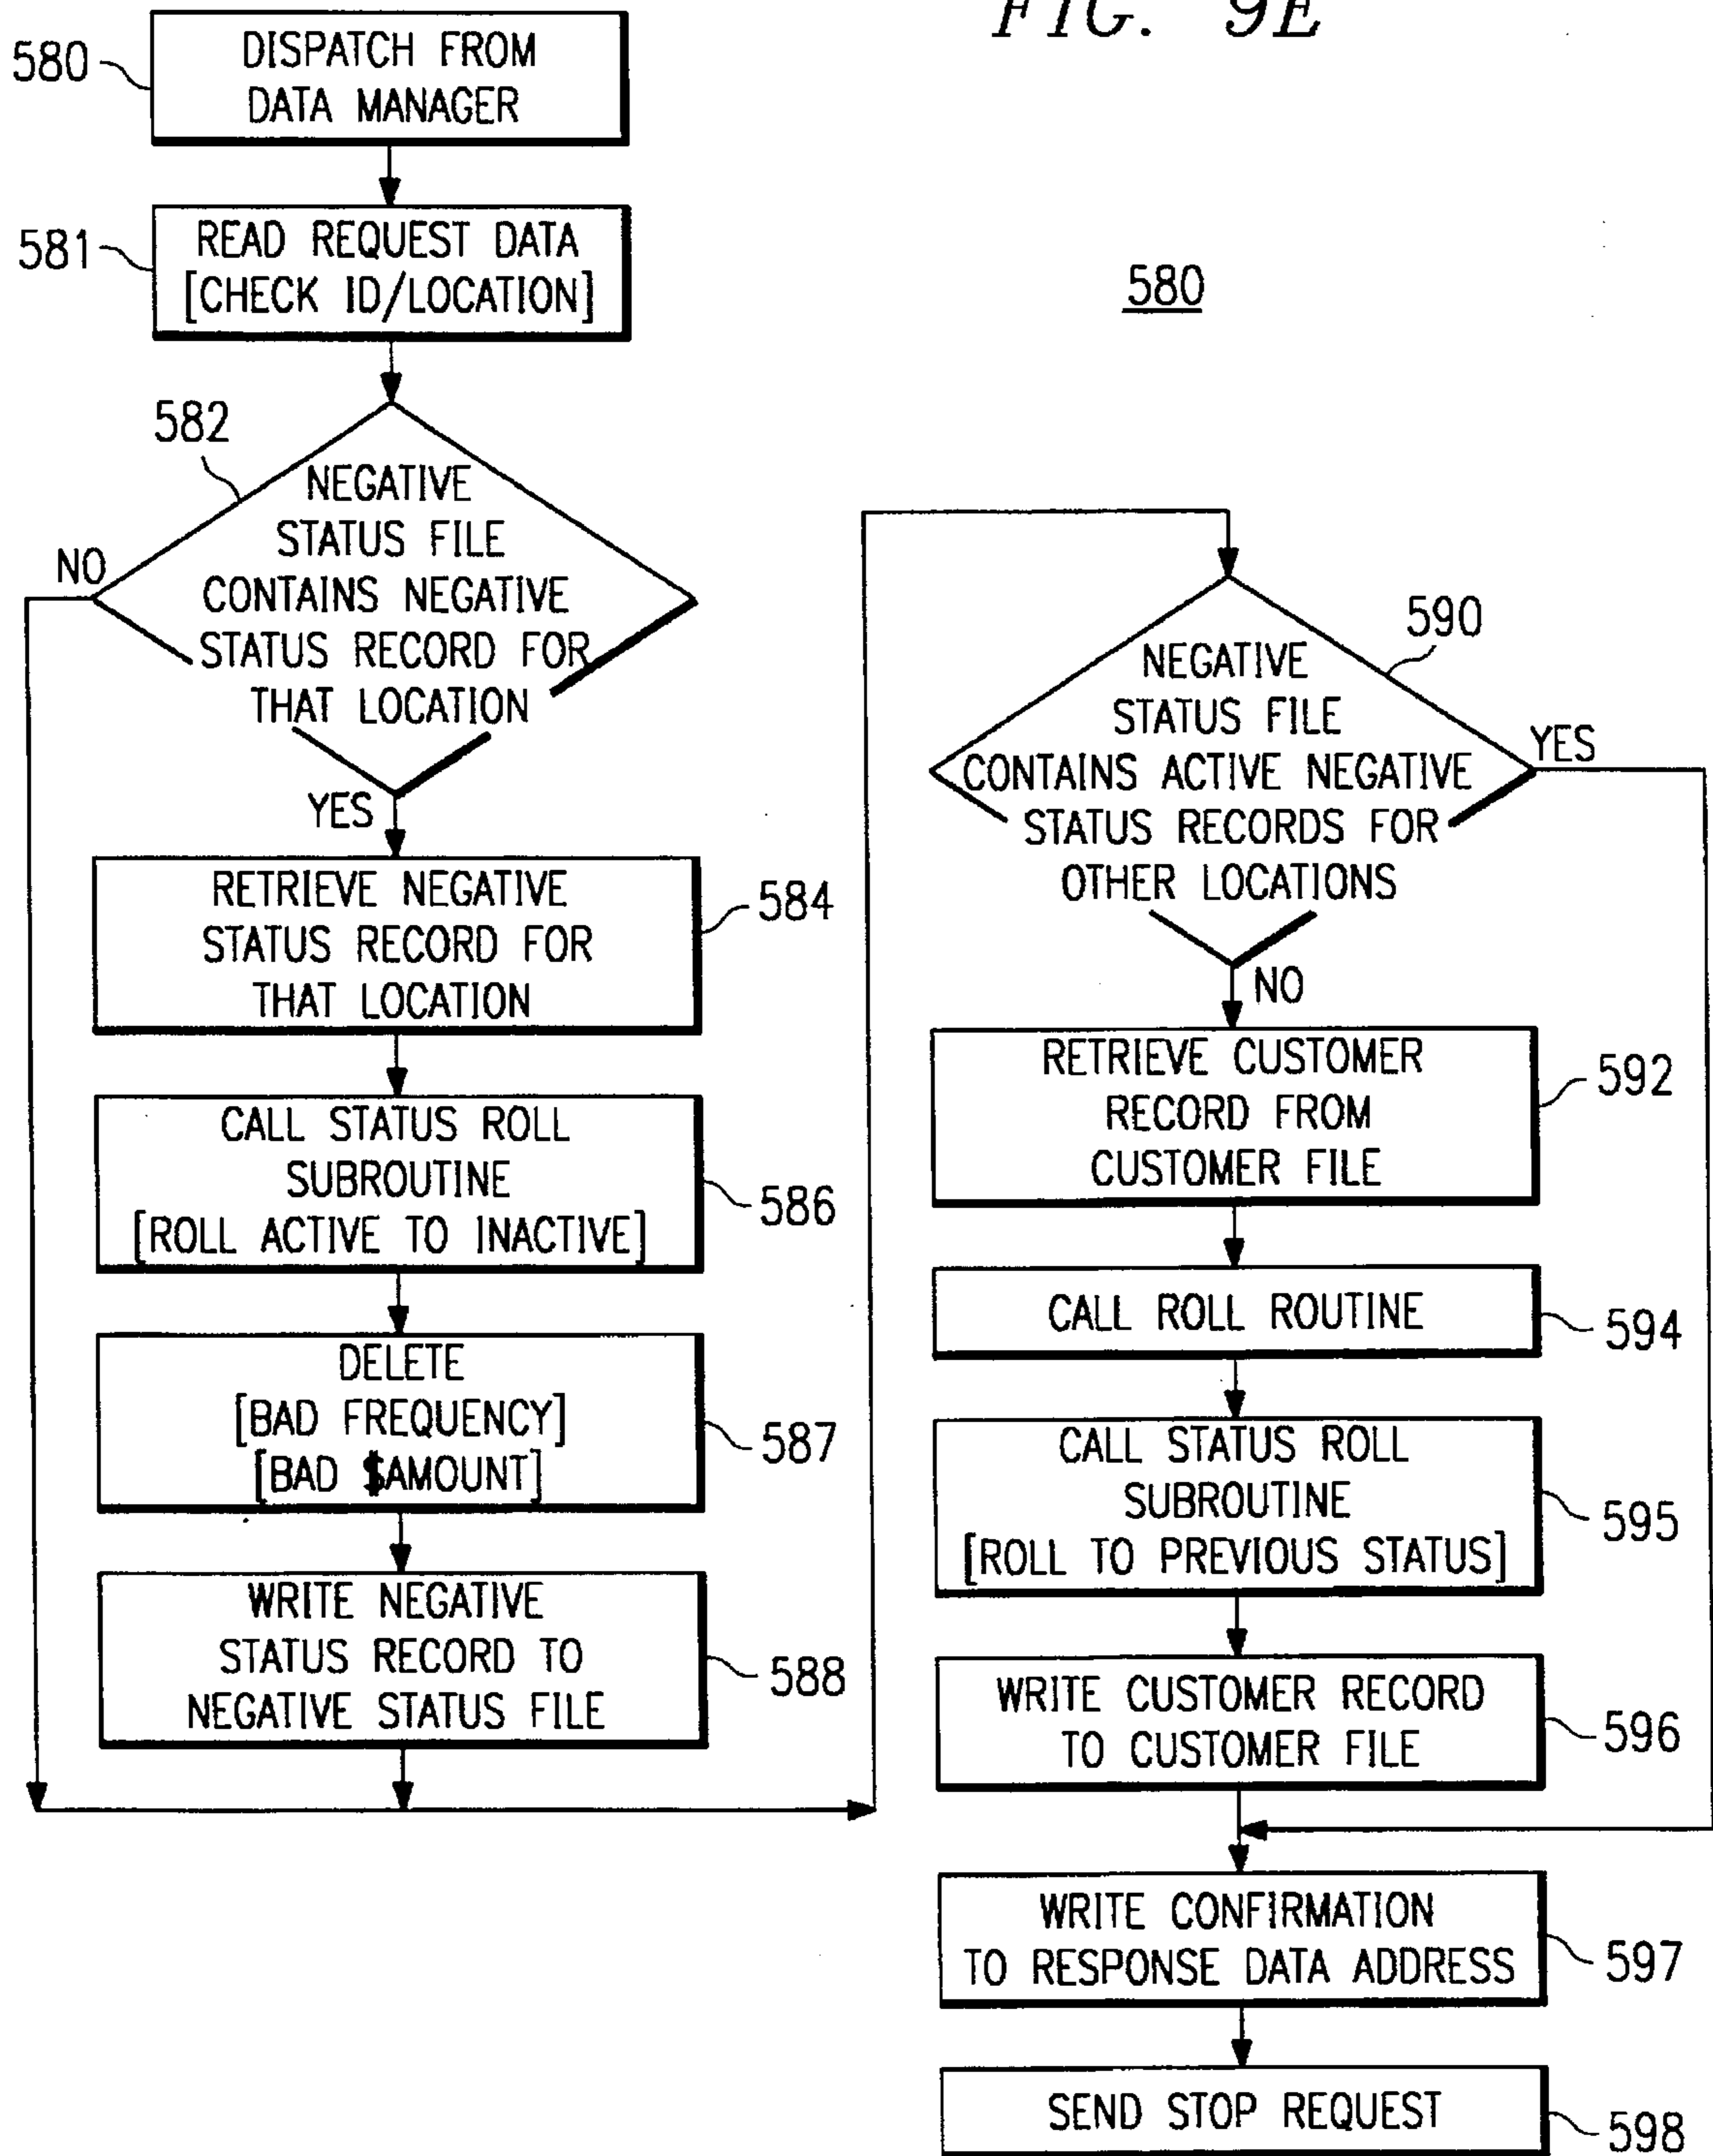 FIG. 9E
580
DISPATCH FROM
DATA MANAGER
581
READ REQUEST DATA
[CHECK ID/LOCATION]
580
582
NEGATIVE
STATUS FILE
CONTAINS NEGATIVE
STATUS RECORD FOR
THAT LOCATION
NO
YES
RETRIEVE NEGATIVE
STATUS RECORD FOR
THAT LOCATION
584
CALL STATUS ROLL
SUBROUTINE
[ROLL ACTIVE TO INACTIVE]
586
DELETE
[BAD FREQUENCY]
[BAD $AMOUNT]
587
WRITE NEGATIVE
STATUS RECORD TO
NEGATIVE STATUS FILE
588
590
NEGATIVE
STATUS FILE
CONTAINS ACTIVE NEGATIVE
STATUS RECORDS FOR
OTHER LOCATIONS
YES
NO
RETRIEVE CUSTOMER
RECORD FROM
CUSTOMER FILE
592
CALL ROLL ROUTINE
594
CALL STATUS ROLL
SUBROUTINE
[ROLL TO PREVIOUS STATUS]
595
WRITE CUSTOMER RECORD
TO CUSTOMER FILE
596
WRITE CONFIRMATION
TO RESPONSE DATA ADDRESS
597
SEND STOP REQUEST
598